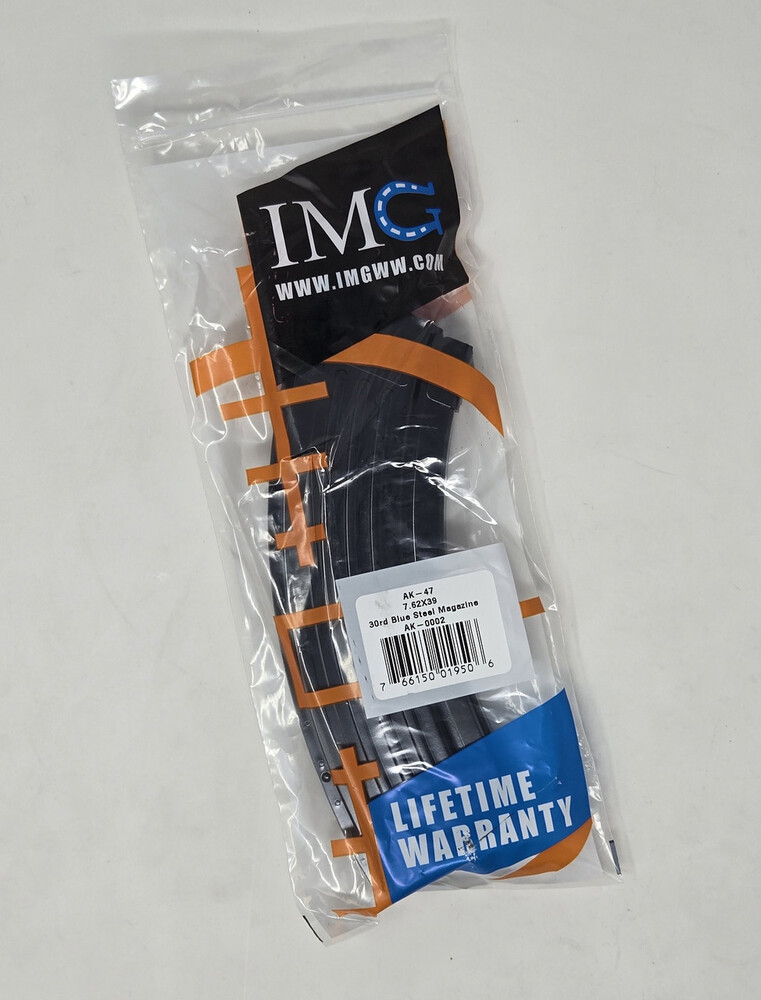 IMG
WWW.IMGWW.COM
AK-47
7.62X39
30rd Blue Steel Magazine
AK-0002
7 66150 01950 6
LIFETIME
WARRANTY